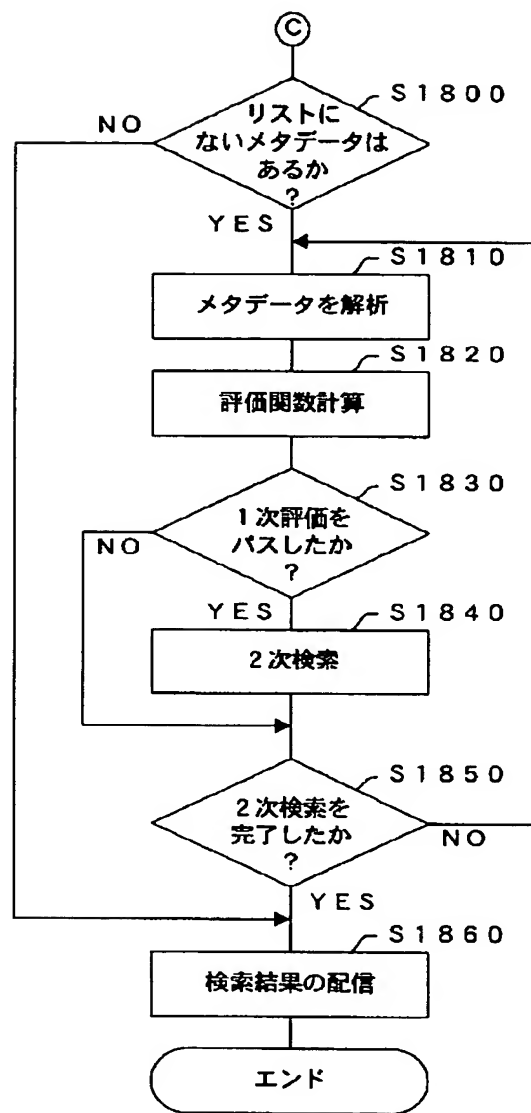 C
S1800
リストに
ないメタデータは
あるか
?
NO
YES
S1810
メタデータを解析
S1820
評価関数計算
S1830
1次評価を
パスしたか
?
NO
YES
S1840
2次検索
S1850
2次検索を
完了したか
?
NO
YES
S1860
検索結果の配信
エンド